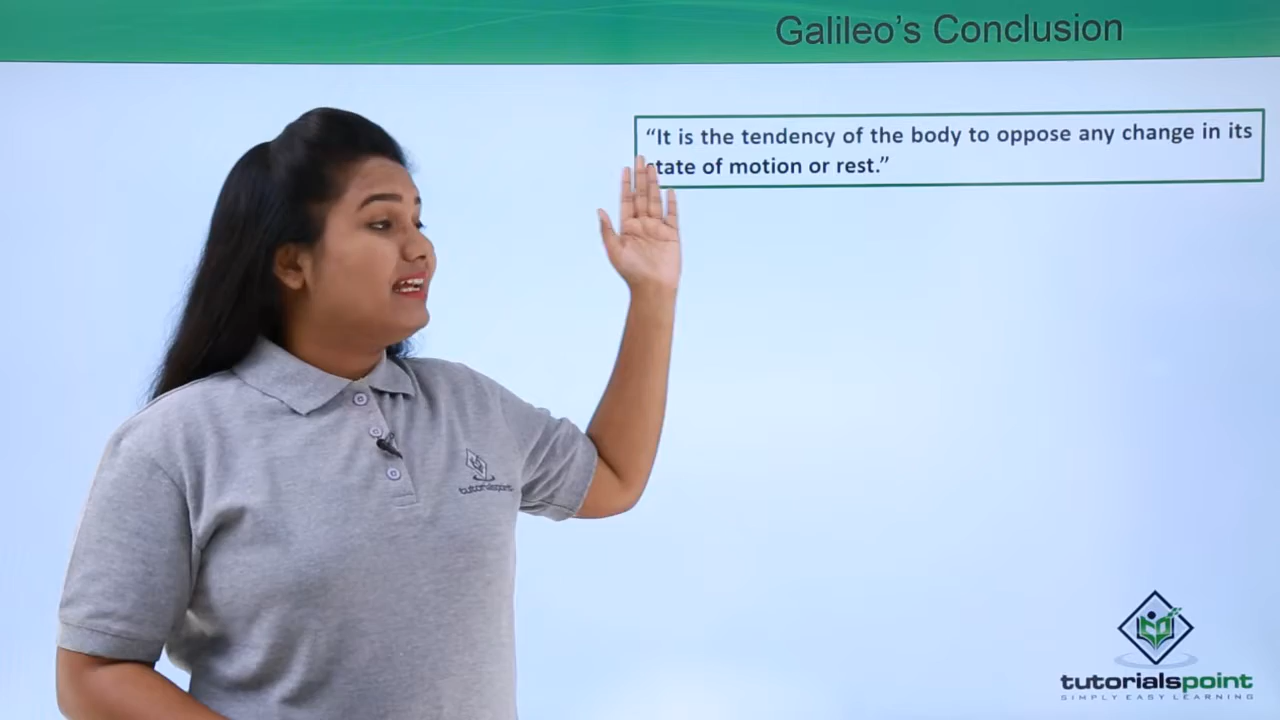 Galileo’s Conclusion
“It is the tendency of the body to oppose any change in its
state of motion or rest.”
tutorialspoint
tutorialspoint
SIMPLY EASY LEARNING